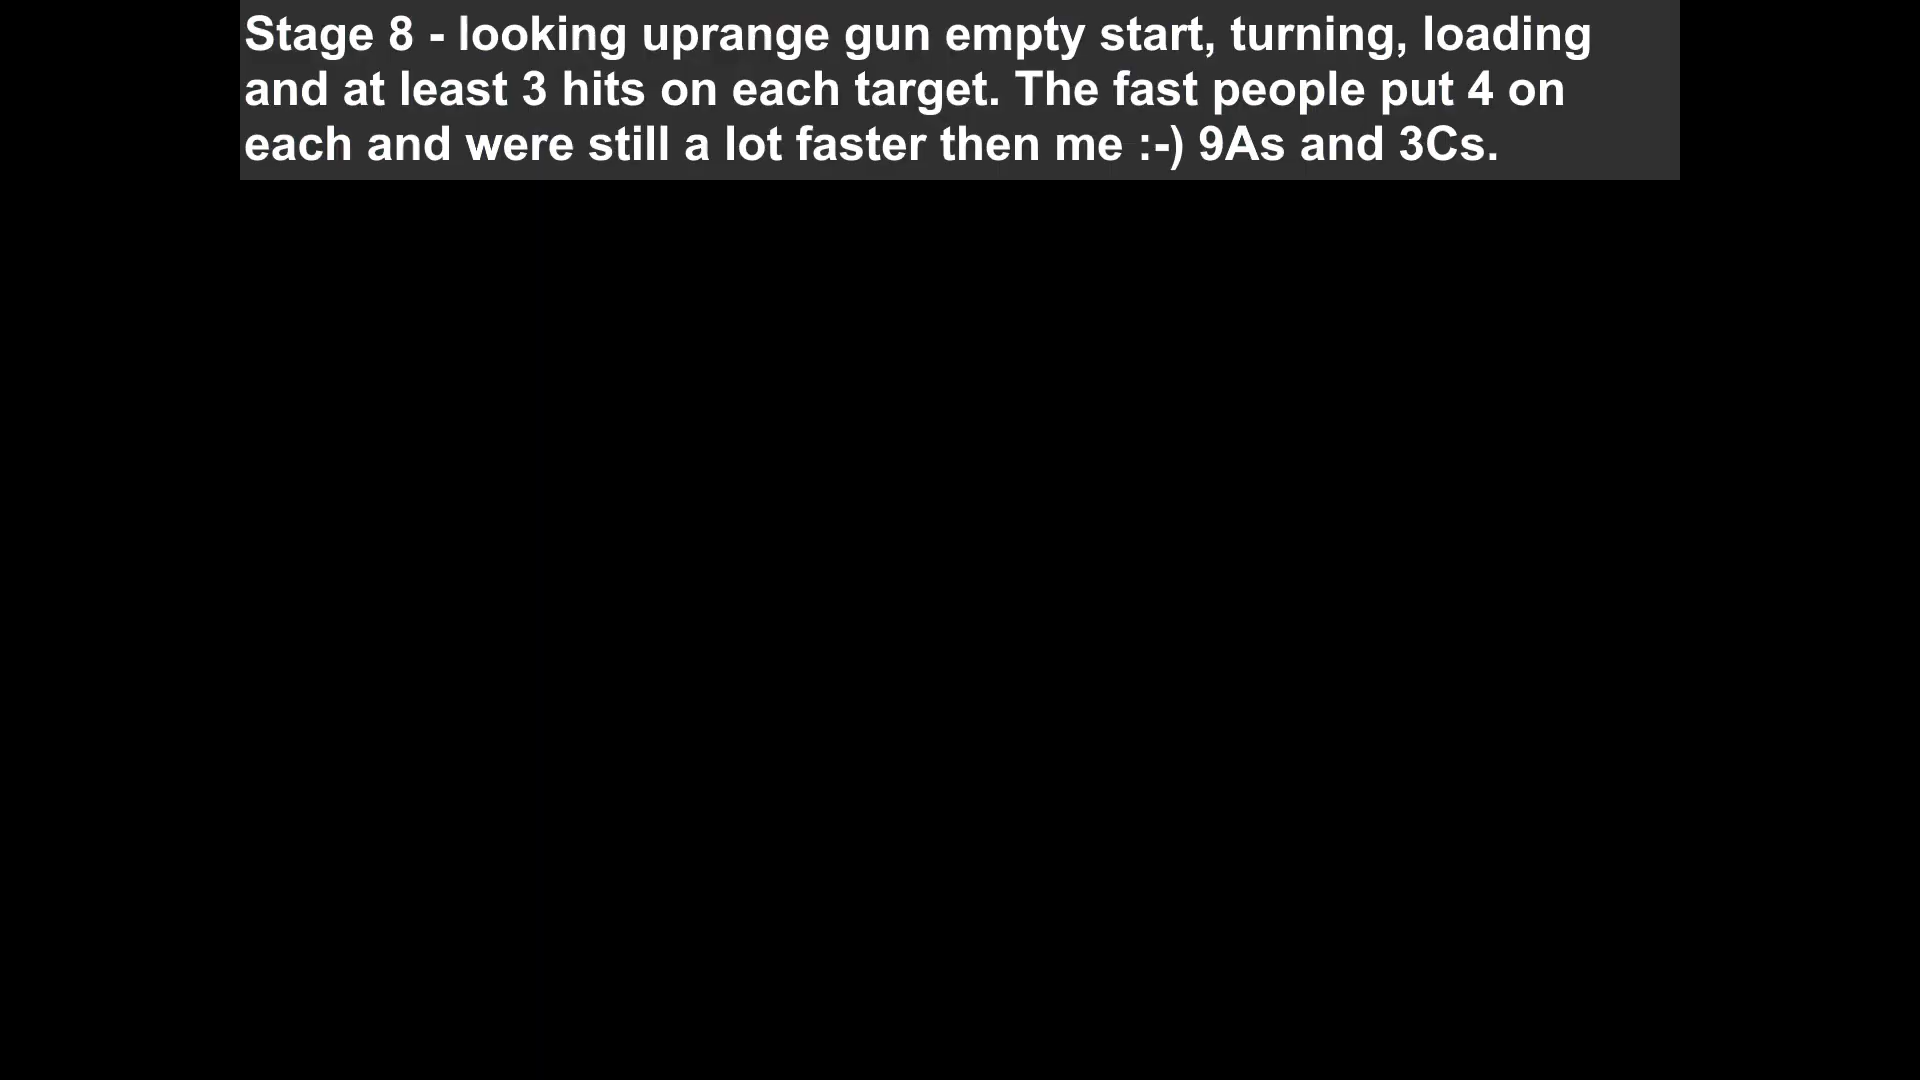 Stage 8 - looking uprange gun empty start, turning, loading
and at least 3 hits on each target. The fast people put 4 on
each and were still a lot faster then me :-) 9As and 3Cs.